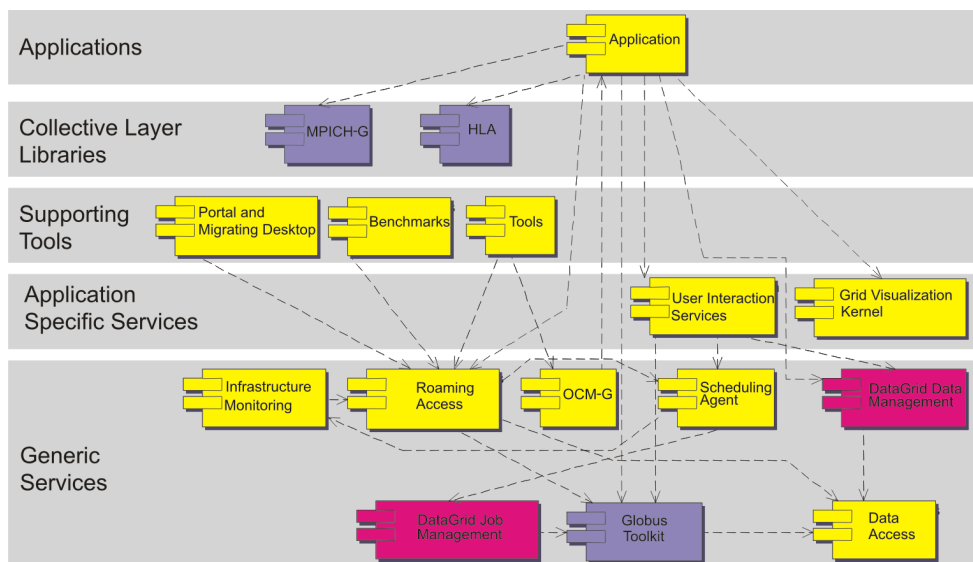 Applications
Application
Collective Layer
Libraries
MPICH-G
HLA
Supporting
Tools
Portal and
Migrating Desktop
Benchmarks
Tools
Application
Specific Services
User Interaction
Services
Grid Visualization
Kernel
Generic
Services
Infrastructure
Monitoring
Roaming
Access
OCM-G
Scheduling
Agent
DataGrid Data
Management
DataGrid Job
Management
Globus
Toolkit
Data
Access